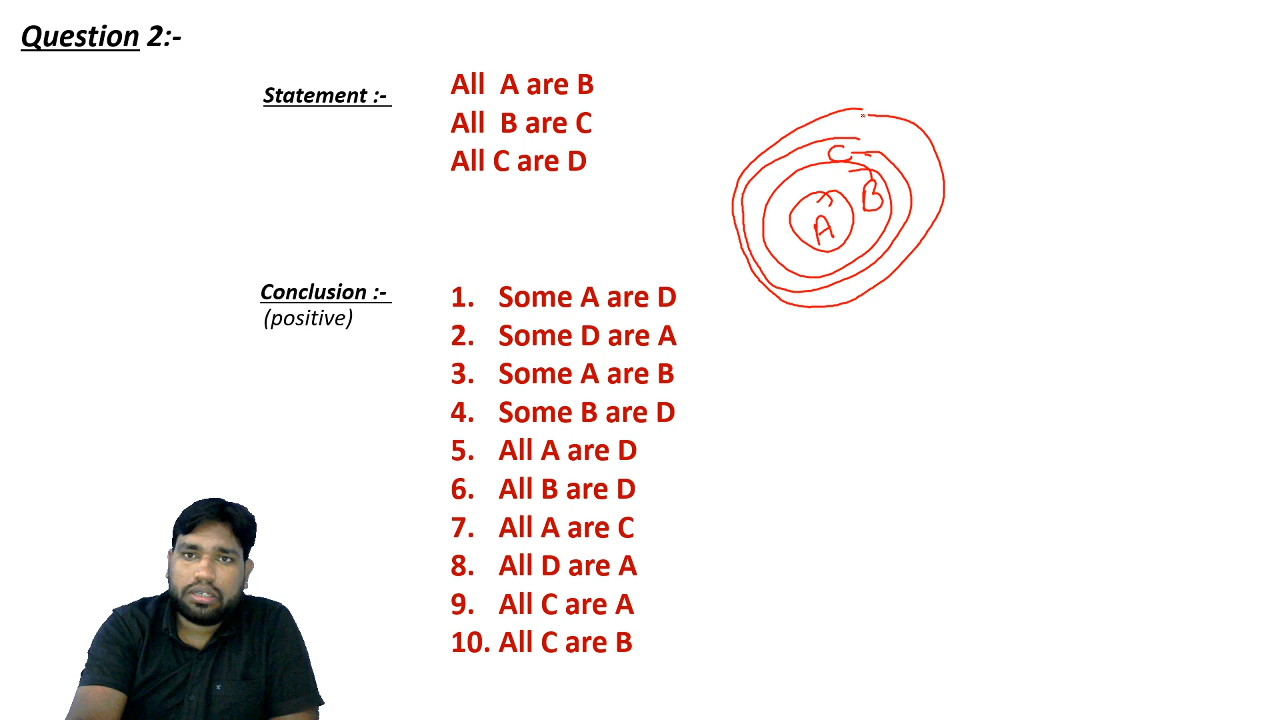 Question 2:-
Statement :-
All A are B
All B are C
All C are D
C
B
A
Conclusion :-
(positive)
1. Some A are D
2. Some D are A
3. Some A are B
4. Some B are D
5. All A are D
6. All B are D
7. All A are C
8. All D are A
9. All C are A
10. All C are B